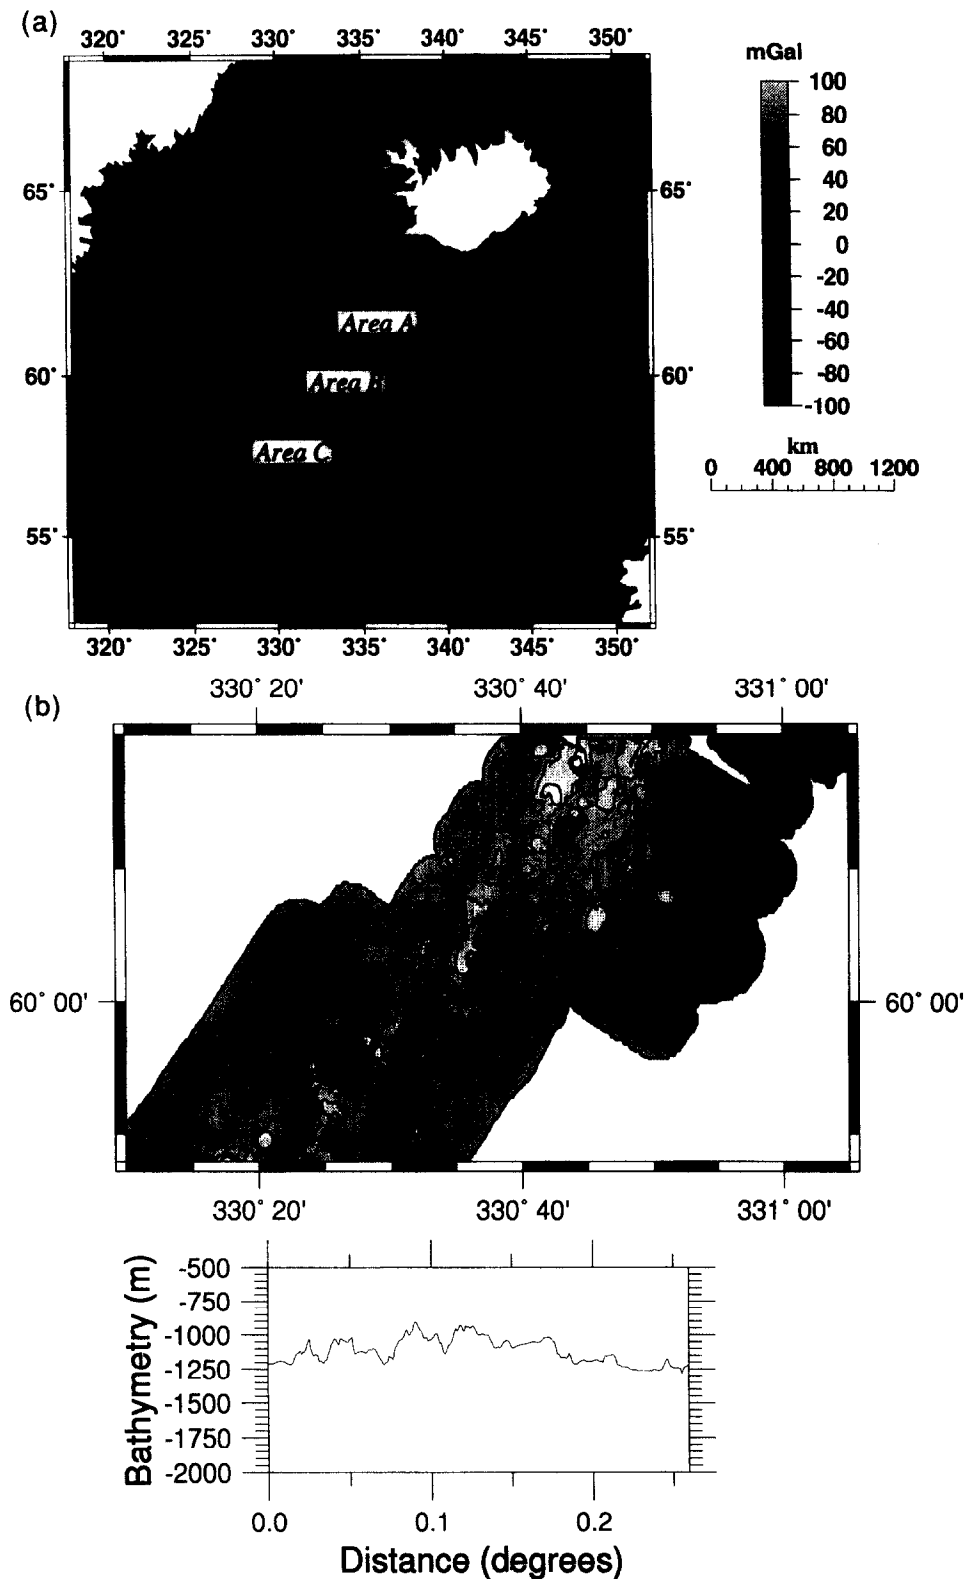 (a)
320° 325° 330° 335° 340° 345° 350°
mGal
100
80
60
40
20
0
-20
-40
-60
-80
-100
65° 65°
60° 60°
55° 55°
Area A
Area B
Area C
km
0 400 800 1200
320° 325° 330° 335° 340° 345° 350°
(b)
330° 20' 330° 40' 331° 00'
60° 00' 60° 00'
330° 20' 330° 40' 331° 00'
Bathymetry (m)
-500
-750
-1000
-1250
-1500
-1750
-2000
0.0 0.1 0.2
Distance (degrees)